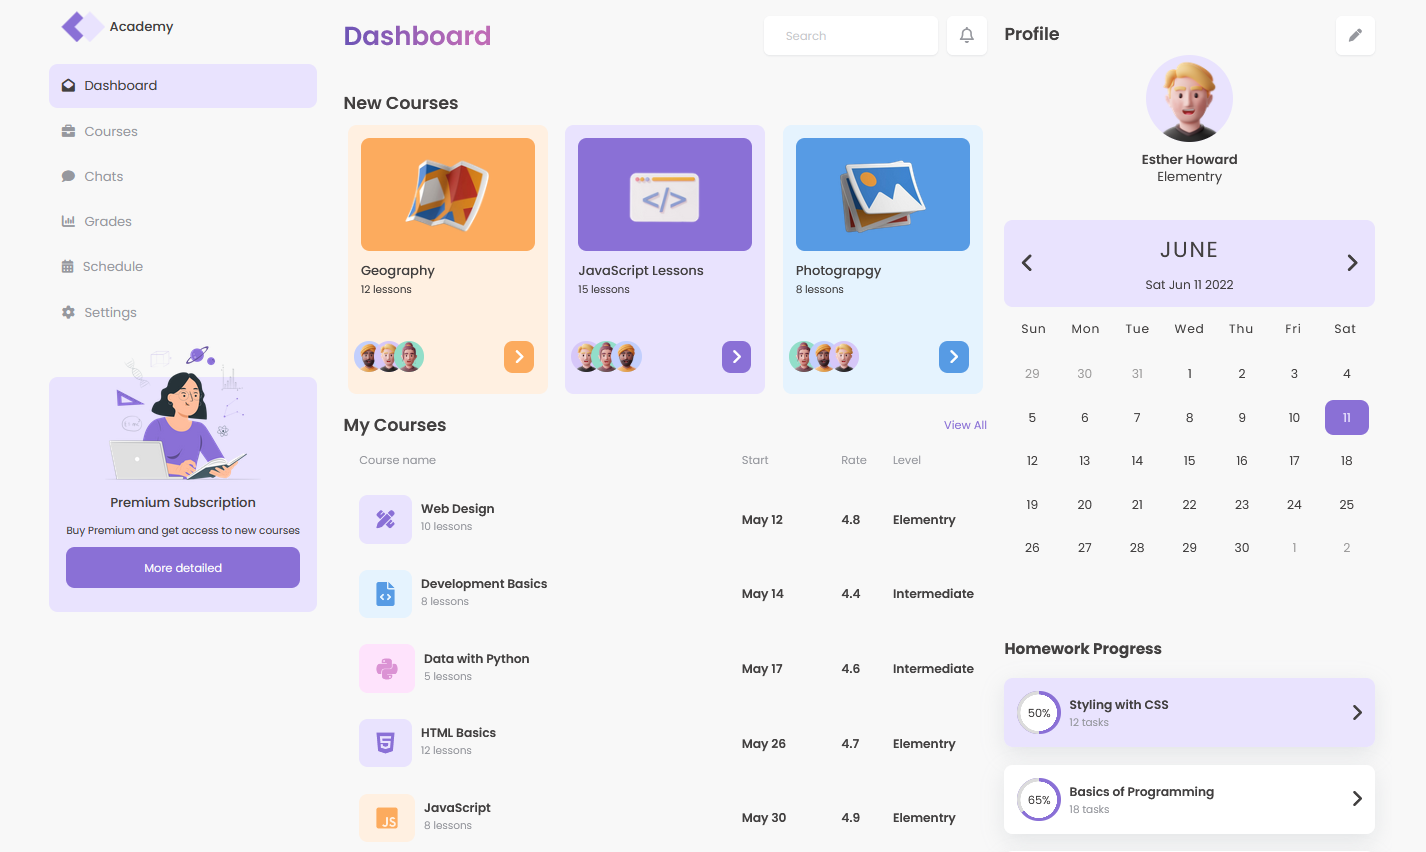 Academy
Dashboard
Courses
Chats
Grades
Schedule
Settings
Premium Subscription
Buy Premium and get access to new courses
More detailed
Dashboard
Search
New Courses
Geography
12 lessons
JavaScript Lessons
15 lessons
Photograpgy
8 lessons
My Courses
View All
Course name Start Rate Level
Web Design
10 lessons
May 12 4.8 Elementry
Development Basics
8 lessons
May 14 4.4 Intermediate
Data with Python
5 lessons
May 17 4.6 Intermediate
HTML Basics
12 lessons
May 26 4.7 Elementry
JS
JavaScript
8 lessons
May 30 4.9 Elementry
Profile
Esther Howard
Elementry
JUNE
Sat Jun 11 2022
Sun Mon Tue Wed Thu Fri Sat
29 30 31 1 2 3 4
5 6 7 8 9 10 11
12 13 14 15 16 17 18
19 20 21 22 23 24 25
26 27 28 29 30 1 2
Homework Progress
50%
Styling with CSS
12 tasks
65%
Basics of Programming
18 tasks